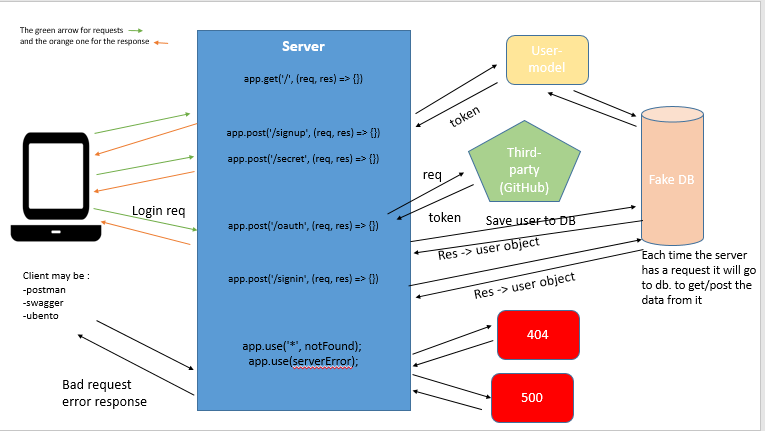 The green arrow for requests
and the orange one for the response
Server
app.get('/', (req, res) => {})
app.post('/signup', (req, res) => {})
app.post('/secret', (req, res) => {})
app.post('/oauth', (req, res) => {})
app.post('/signin', (req, res) => {})
app.use('*', notFound);
app.use(serverError);
User-
model
token
Third-
party
(GitHub)
req
token
Fake DB
Save user to DB
Res -> user object
Res -> user object
Each time the server
has a request it will go
to db. to get/post the
data from it
Login req
Client may be :
-postman
-swagger
-ubento
Bad request
error response
404
500